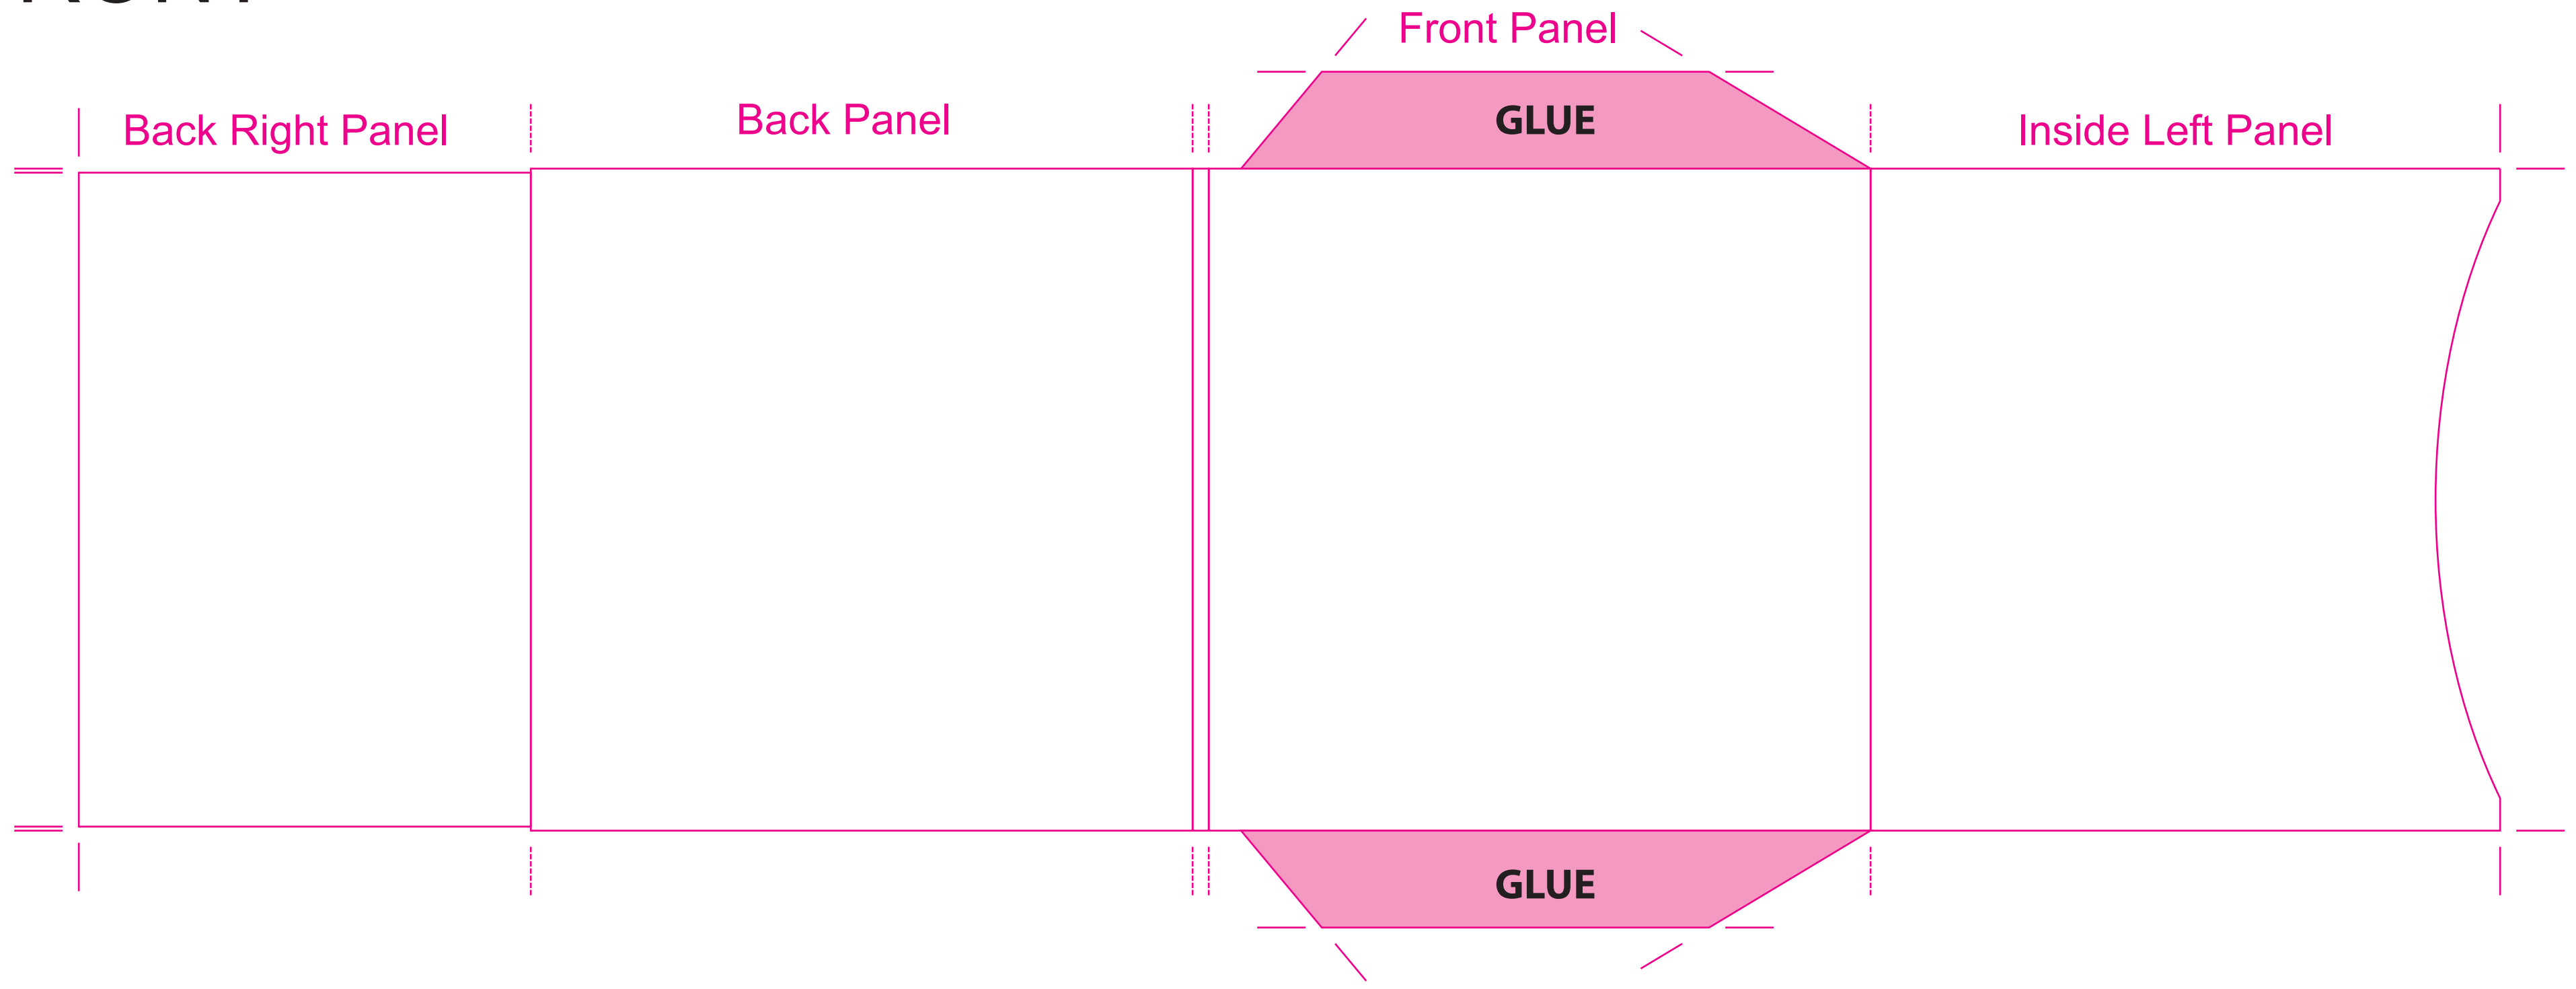 Front Panel
Back Right Panel
Back Panel
GLUE
Inside Left Panel
GLUE